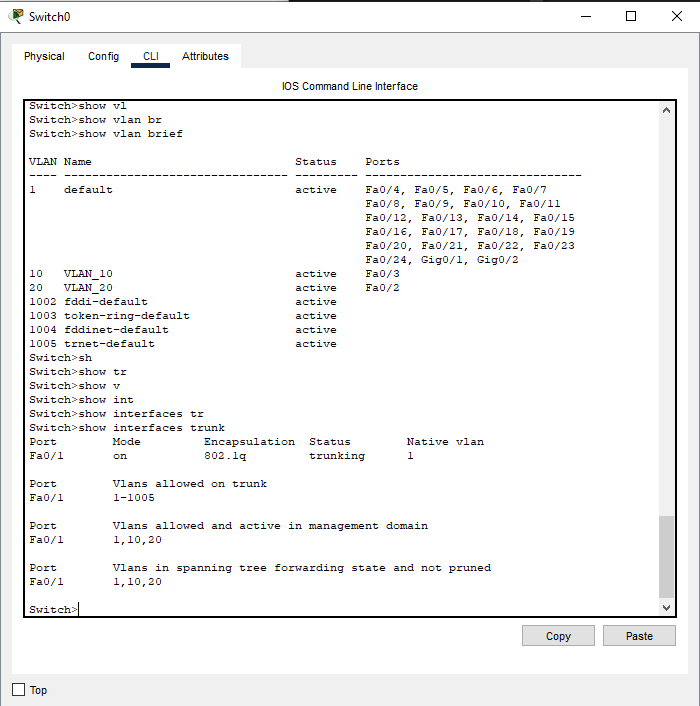 Switch0
Physical Config CLI Attributes
IOS Command Line Interface
Switch>show vl
Switch>show vlan br
Switch>show vlan brief
VLAN Name Status Ports
---- -------------------------------- --------- -------------------------------
1 default active Fa0/4, Fa0/5, Fa0/6, Fa0/7
Fa0/8, Fa0/9, Fa0/10, Fa0/11
Fa0/12, Fa0/13, Fa0/14, Fa0/15
Fa0/16, Fa0/17, Fa0/18, Fa0/19
Fa0/20, Fa0/21, Fa0/22, Fa0/23
Fa0/24, Gig0/1, Gig0/2
10 VLAN_10 active Fa0/3
20 VLAN_20 active Fa0/2
1002 fddi-default active
1003 token-ring-default active
1004 fddinet-default active
1005 trnet-default active
Switch>sh
Switch>show tr
Switch>show v
Switch>show int
Switch>show interfaces tr
Switch>show interfaces trunk
Port Mode Encapsulation Status Native vlan
Fa0/1 on 802.1q trunking 1
Port Vlans allowed on trunk
Fa0/1 1-1005
Port Vlans allowed and active in management domain
Fa0/1 1,10,20
Port Vlans in spanning tree forwarding state and not pruned
Fa0/1 1,10,20
Switch>
Copy Paste
Top